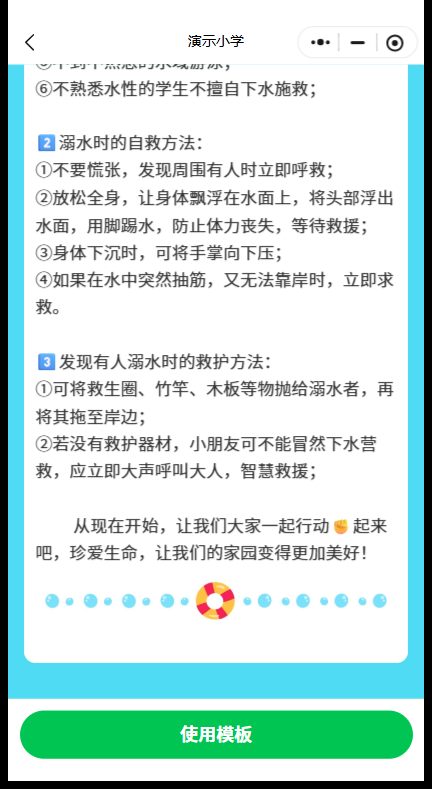 演示小学
⑥不熟悉水性的学生不擅自下水施救；
2 溺水时的自救方法：
①不要慌张，发现周围有人时立即呼救；
②放松全身，让身体飘浮在水面上，将头部浮出
水面，用脚踢水，防止体力丧失，等待救援；
③身体下沉时，可将手掌向下压；
④如果在水中突然抽筋，又无法靠岸时，立即求
救。
3 发现有人溺水时的救护方法：
①可将救生圈、竹竿、木板等物抛给溺水者，再
将其拖至岸边；
②若没有救护器材，小朋友可不能冒然下水营
救，应立即大声呼叫大人，智慧救援；
从现在开始，让我们大家一起行动✊起来
吧，珍爱生命，让我们的家园变得更加美好！
使用模板